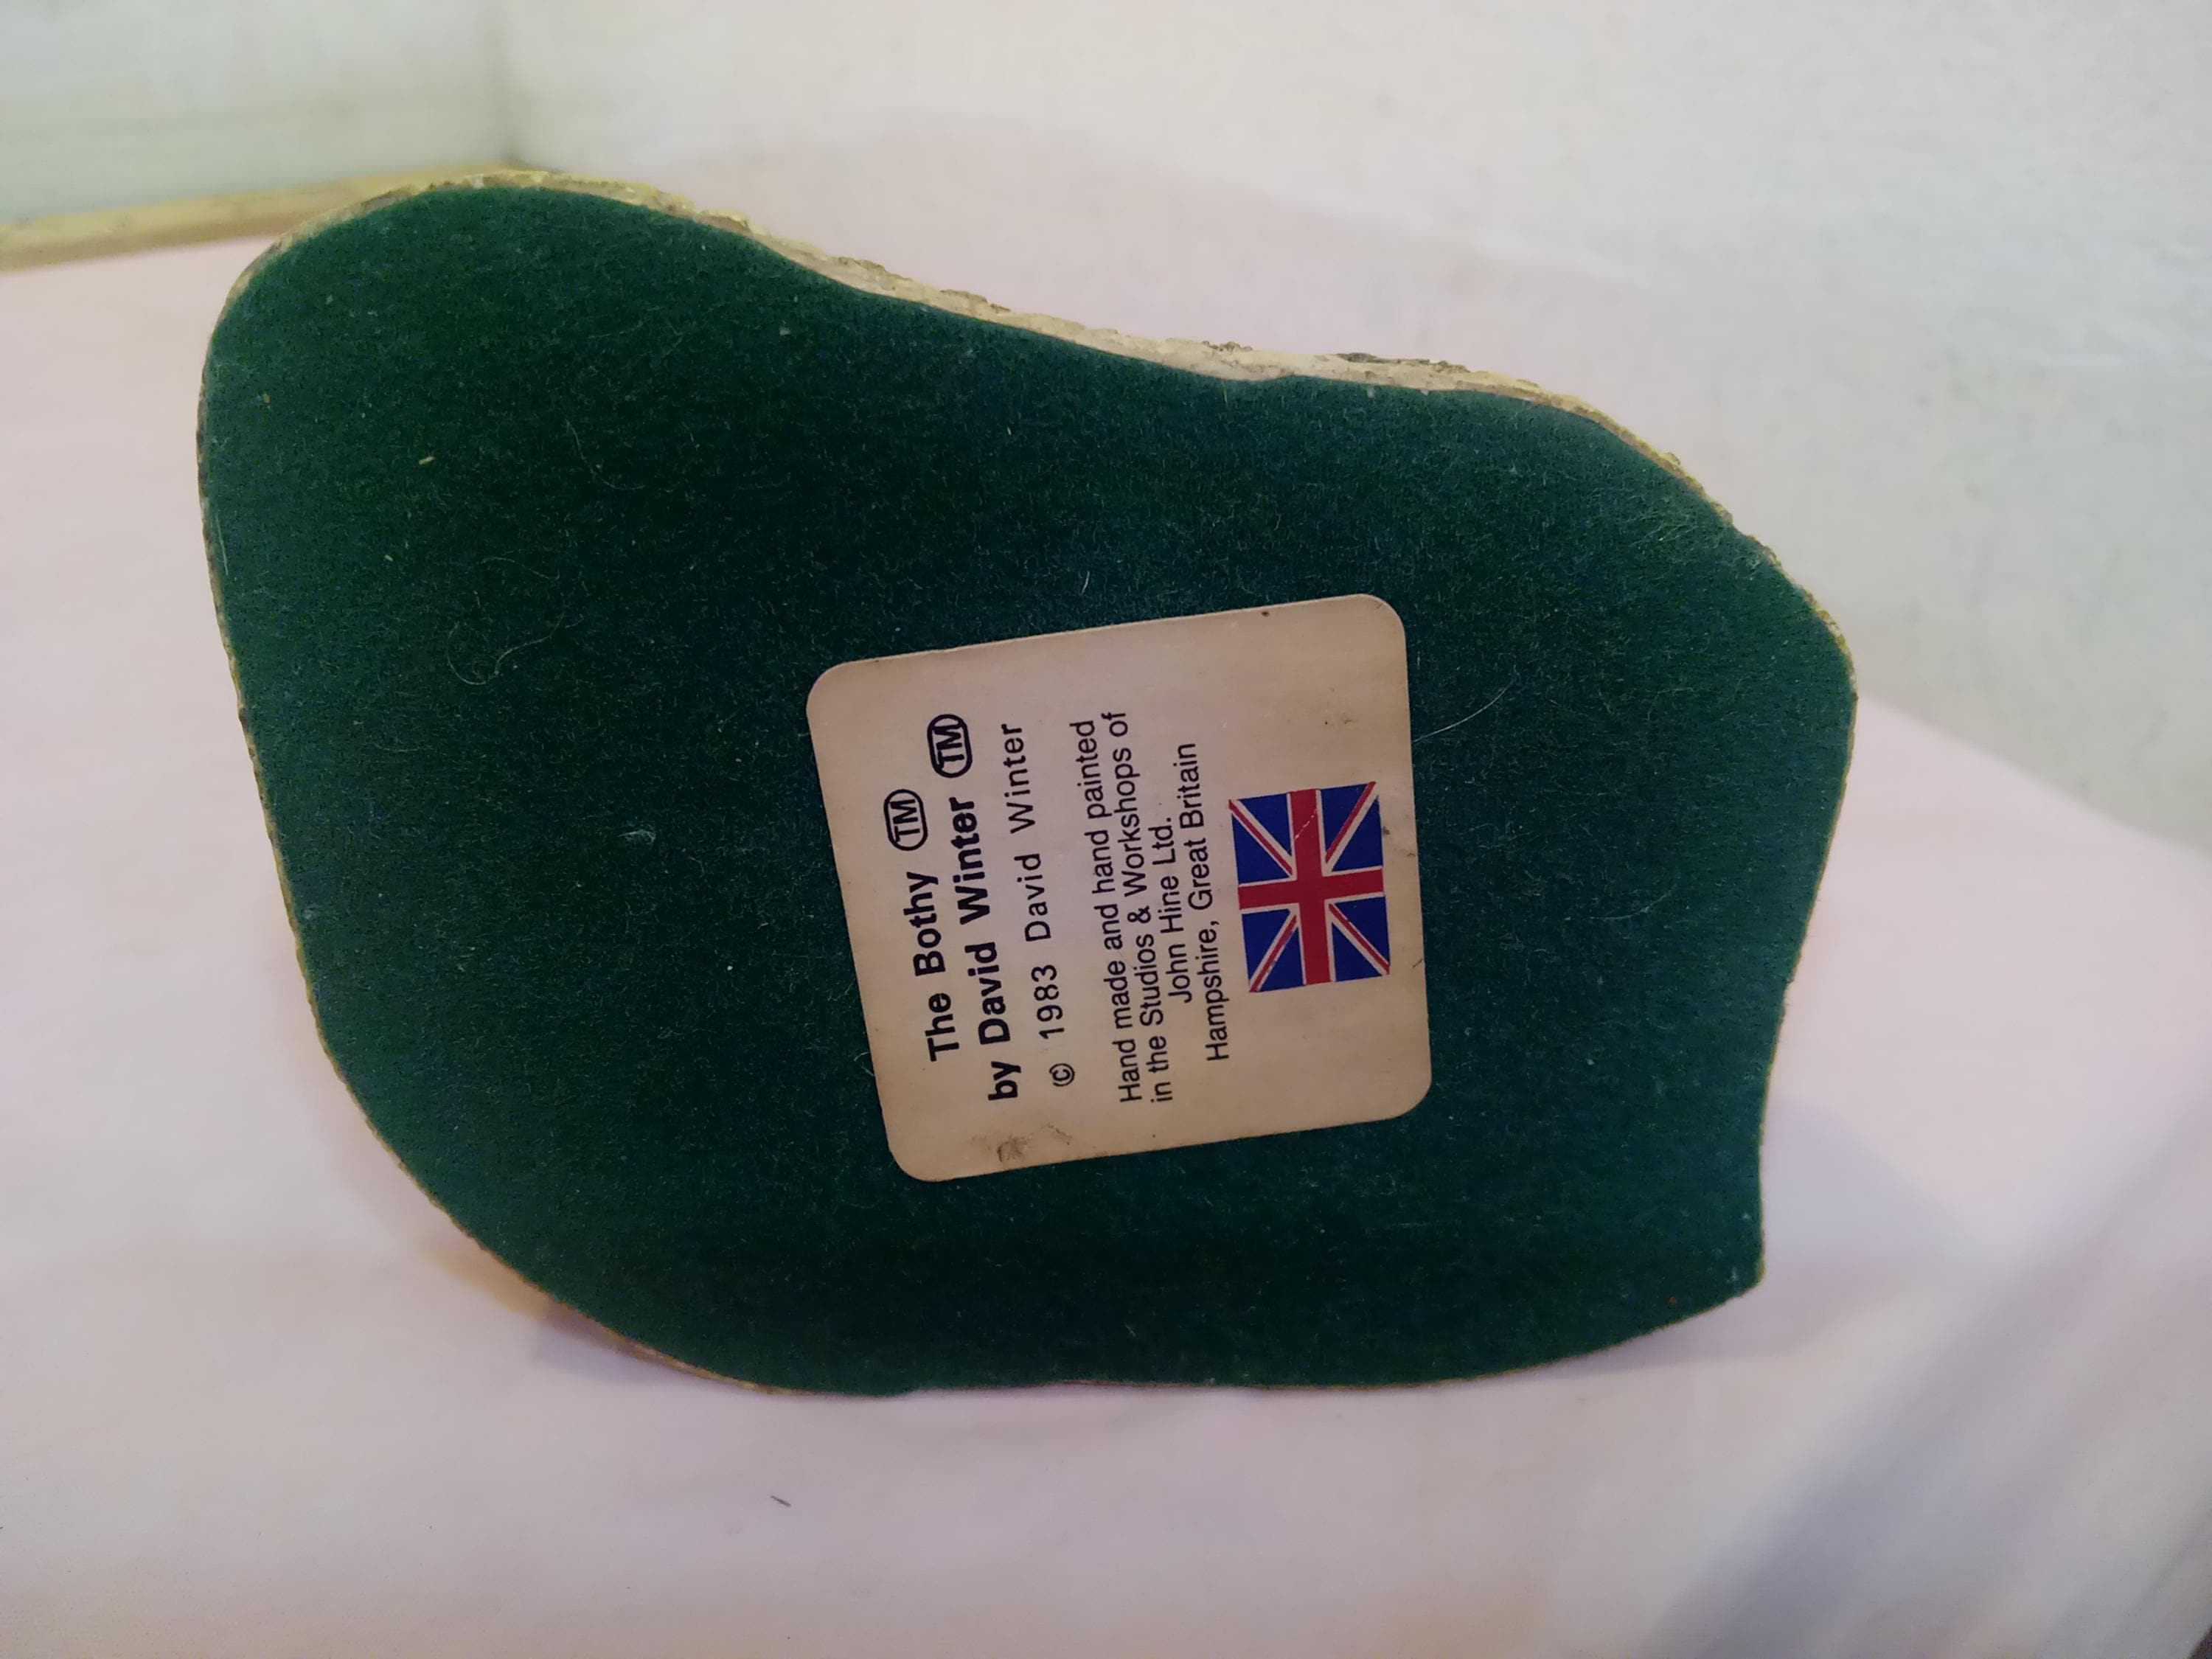 The Bothy TM
by David Winter TM
© 1983 David Winter
Hand made and hand painted
in the Studios & Workshops of
John Hine Ltd.
Hampshire, Great Britain